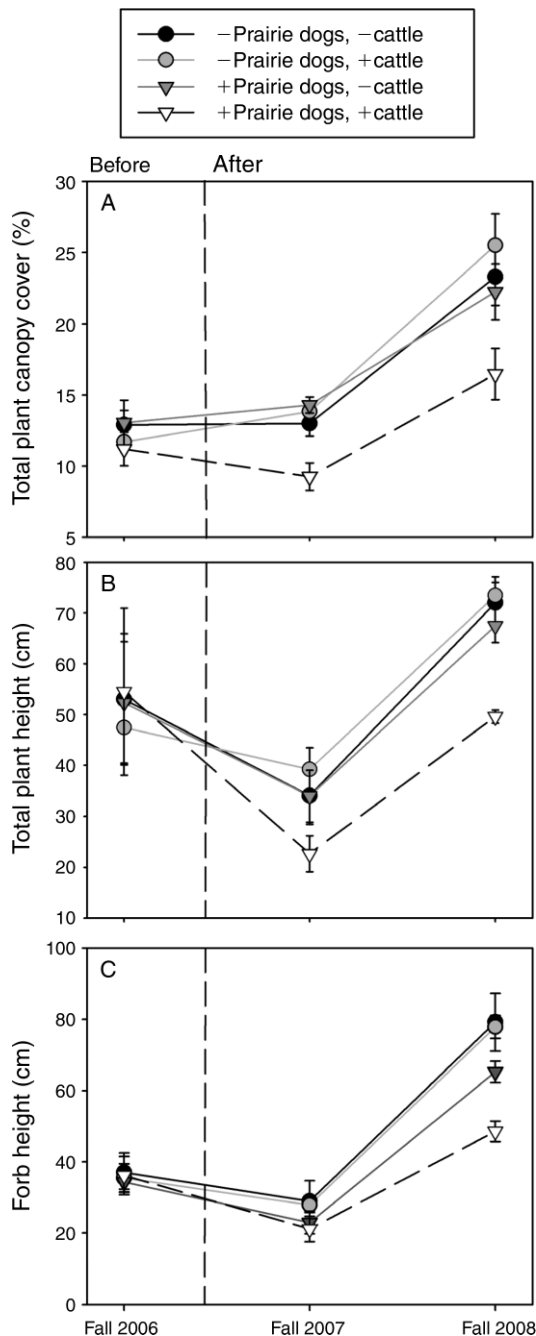 −Prairie dogs, −cattle
−Prairie dogs, +cattle
+Prairie dogs, −cattle
+Prairie dogs, +cattle
Before After
A
Total plant canopy cover (%)
30
25
20
15
10
5
B
Total plant height (cm)
80
70
60
50
40
30
20
10
C
Forb height (cm)
100
80
60
40
20
0
Fall 2006 Fall 2007 Fall 2008